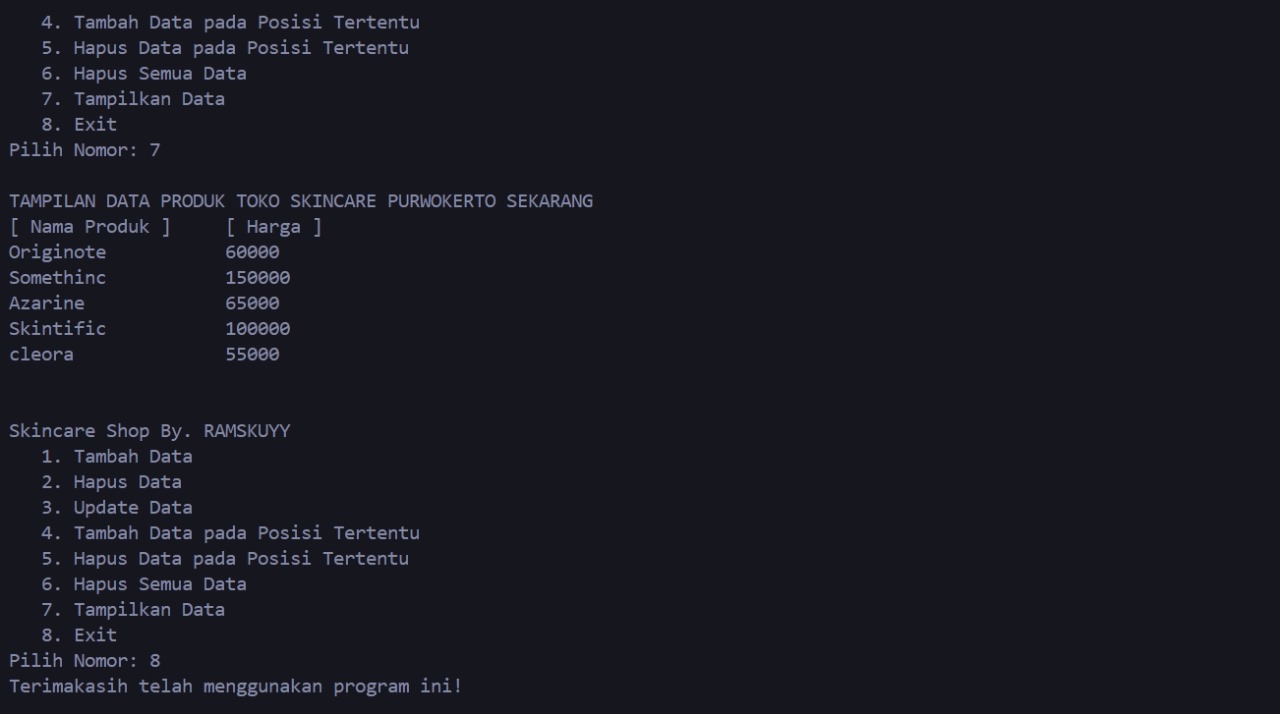 4. Tambah Data pada Posisi Tertentu
5. Hapus Data pada Posisi Tertentu
6. Hapus Semua Data
7. Tampilkan Data
8. Exit
Pilih Nomor: 7
TAMPILAN DATA PRODUK TOKO SKINCARE PURWOKERTO SEKARANG
[ Nama Produk ]     [ Harga ]
Originote           60000
Somethinc           150000
Azarine             65000
Skintific           100000
cleora              55000
Skincare Shop By. RAMSKUYY
1. Tambah Data
2. Hapus Data
3. Update Data
4. Tambah Data pada Posisi Tertentu
5. Hapus Data pada Posisi Tertentu
6. Hapus Semua Data
7. Tampilkan Data
8. Exit
Pilih Nomor: 8
Terimakasih telah menggunakan program ini!